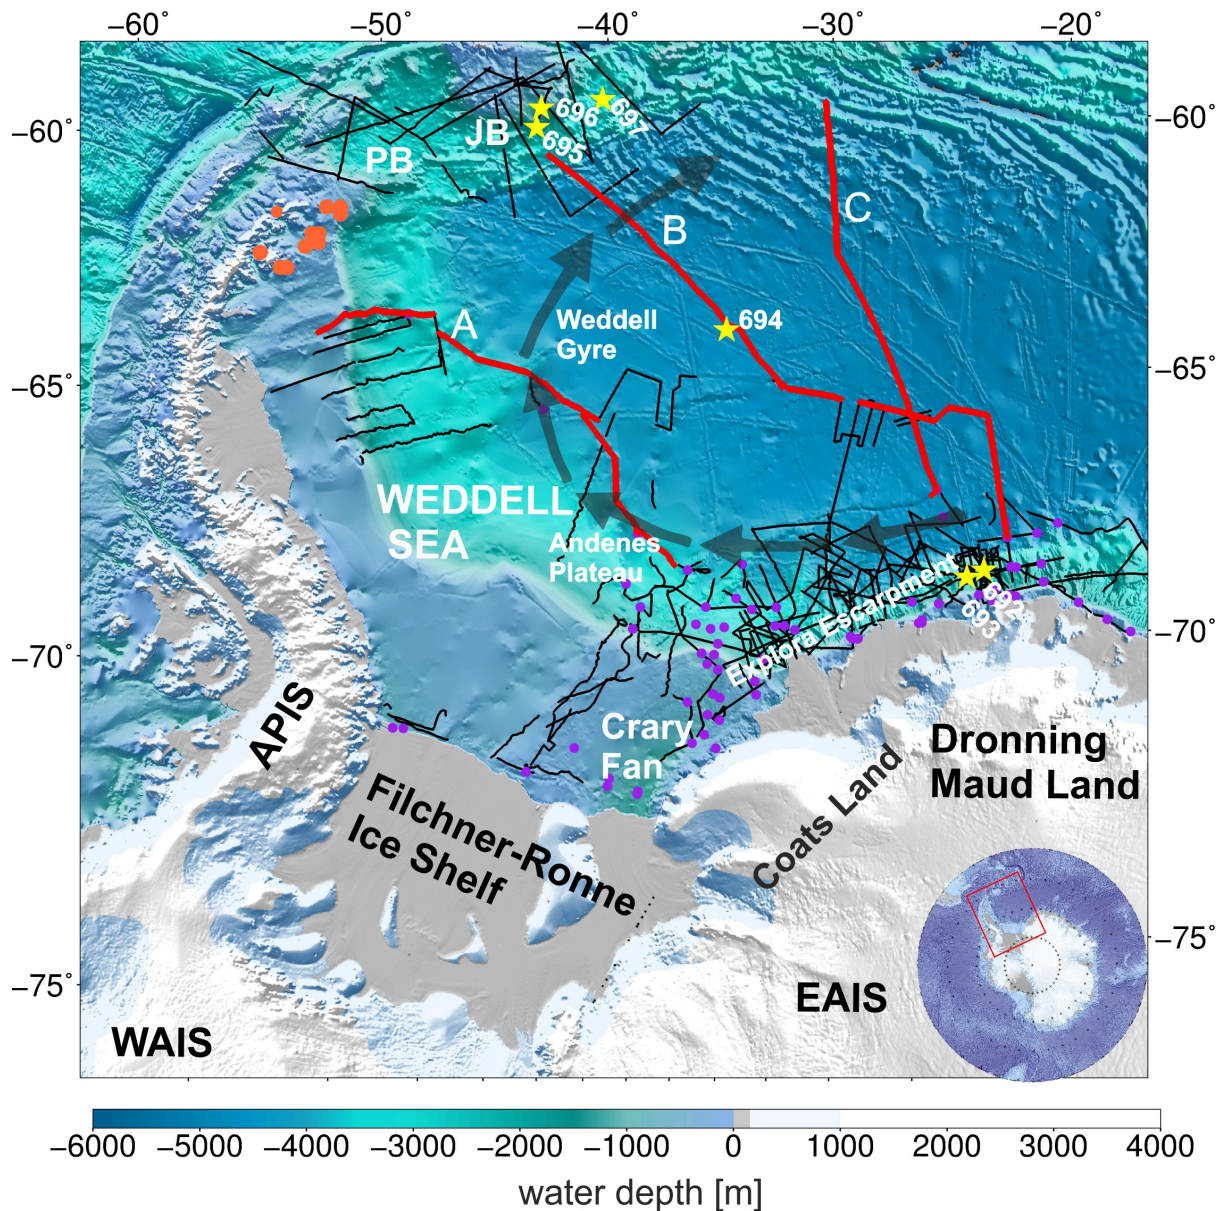 −60° −50° −40° −30° −20°
−60° −60°
696
697
JB
695
PB
C
B
694
A
Weddell
Gyre
−65° −65°
WEDDELL
SEA
Andenes
Plateau
Explora Escarpment
692
693
−70° −70°
APIS
Crary
Fan
Dronning
Maud Land
Coats Land
Filchner-Ronne
Ice Shelf
−75° −75°
EAIS
WAIS
−6000 −5000 −4000 −3000 −2000 −1000 0 1000 2000 3000 4000
water depth [m]